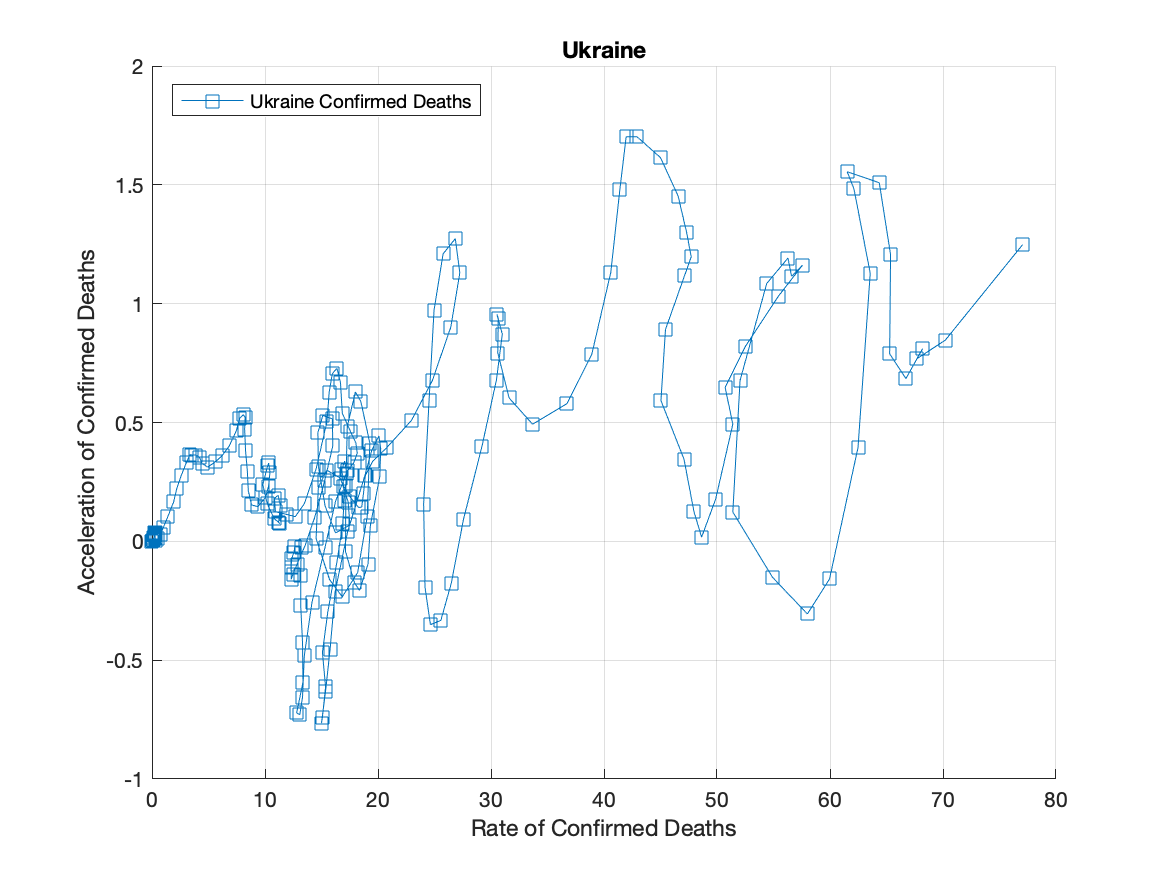 Ukraine
2
Ukraine Confirmed Deaths
1.5
1
0.5
0
-0.5
-1
Acceleration of Confirmed Deaths
0 10 20 30 40 50 60 70 80
Rate of Confirmed Deaths